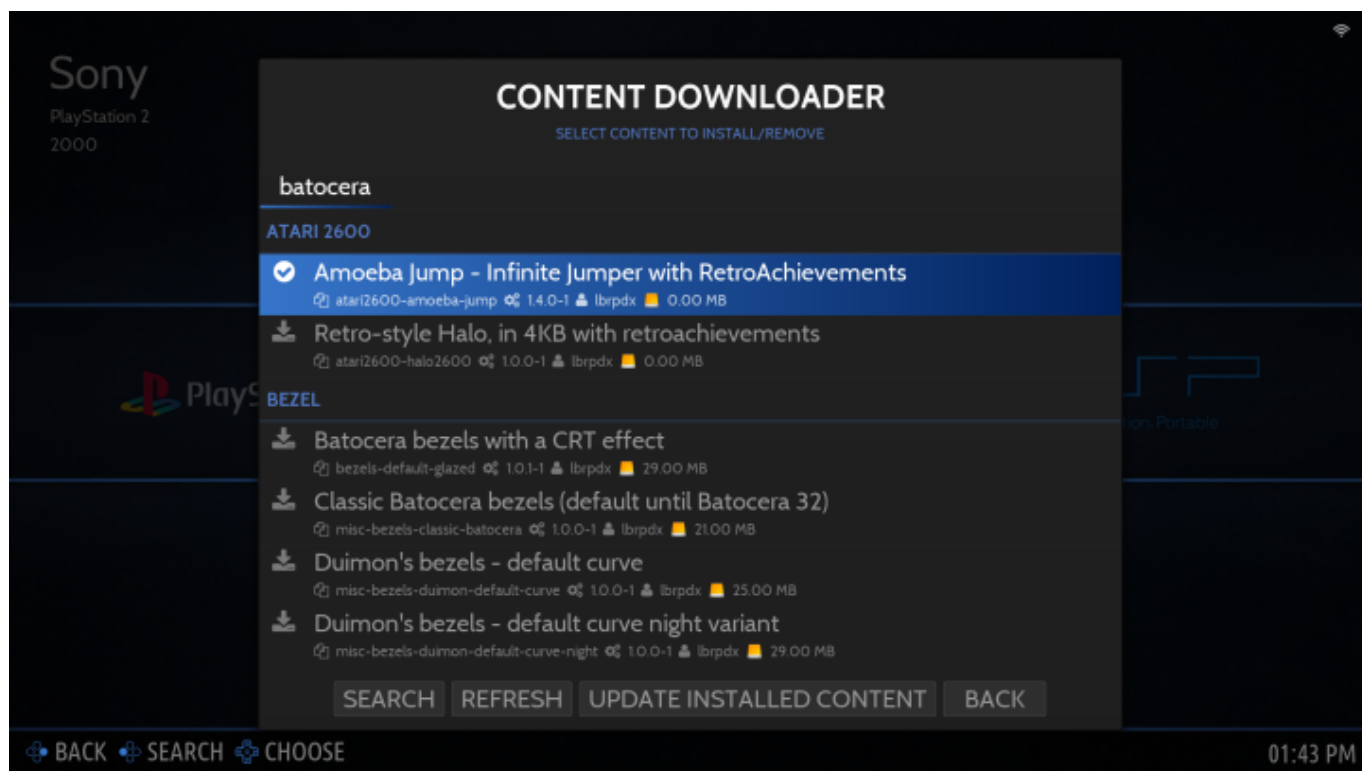 Sony
PlayStation 2
2000
CONTENT DOWNLOADER
SELECT CONTENT TO INSTALL/REMOVE
batocera
ATARI 2600
Amoeba Jump - Infinite Jumper with RetroAchievements
atari2600-amoeba-jump 1.4.0-1 lbrpdx 0.00 MB
Retro-style Halo, in 4KB with retroachievements
atari2600-halo2600 1.0.0-1 lbrpdx 0.00 MB
PlayS
BEZEL
tion Portable
Batocera bezels with a CRT effect
bezels-default-glazed 1.0.1-1 lbrpdx 29.00 MB
Classic Batocera bezels (default until Batocera 32)
misc-bezels-classic-batocera 1.0.0-1 lbrpdx 21.00 MB
Duimon's bezels - default curve
misc-bezels-duimon-default-curve 1.0.0-1 lbrpdx 25.00 MB
Duimon's bezels - default curve night variant
misc-bezels-duimon-default-curve-night 1.0.0-1 lbrpdx 29.00 MB
SEARCH REFRESH UPDATE INSTALLED CONTENT BACK
BACK SEARCH CHOOSE 01:43 PM